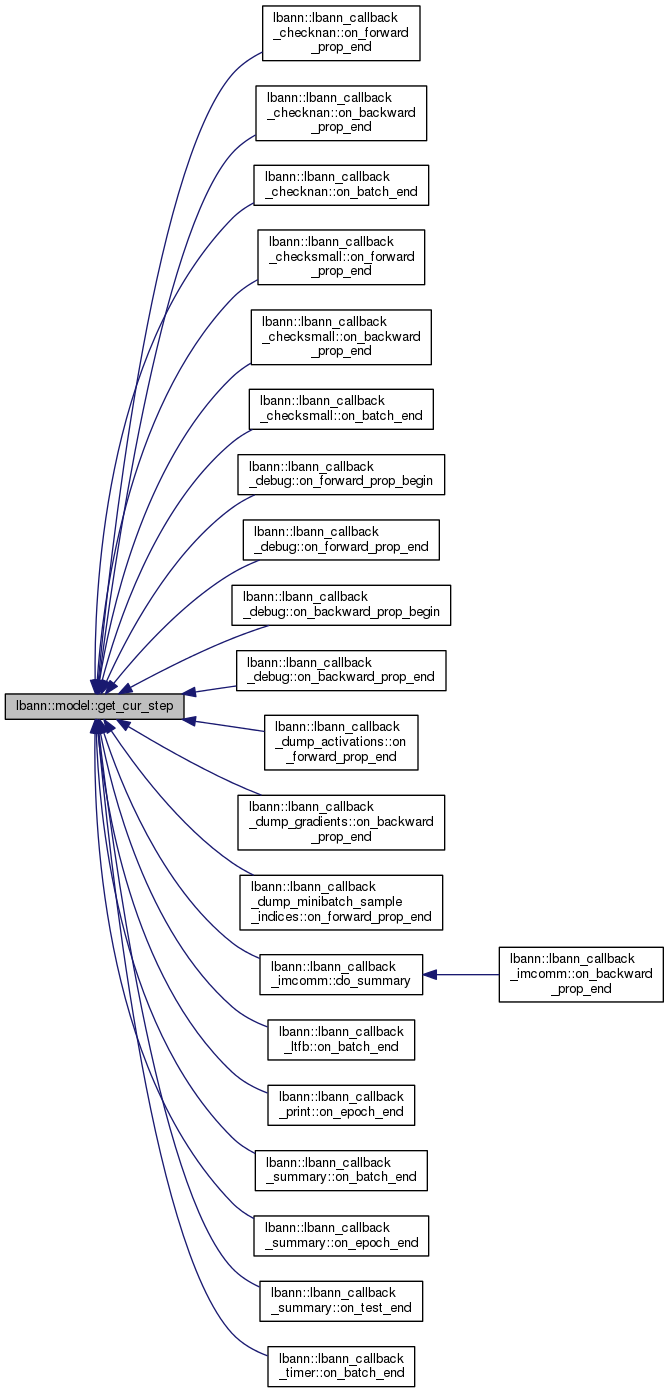 lbann::lbann_callback
_checknan::on_forward
_prop_end
lbann::lbann_callback
_checknan::on_backward
_prop_end
lbann::lbann_callback
_checknan::on_batch_end
lbann::lbann_callback
_checksmall::on_forward
_prop_end
lbann::lbann_callback
_checksmall::on_backward
_prop_end
lbann::lbann_callback
_checksmall::on_batch_end
lbann::lbann_callback
_debug::on_forward_prop_begin
lbann::lbann_callback
_debug::on_forward_prop_end
lbann::lbann_callback
_debug::on_backward_prop_begin
lbann::lbann_callback
_debug::on_backward_prop_end
lbann::model::get_cur_step
lbann::lbann_callback
_dump_activations::on
_forward_prop_end
lbann::lbann_callback
_dump_gradients::on_backward
_prop_end
lbann::lbann_callback
_dump_minibatch_sample
_indices::on_forward_prop_end
lbann::lbann_callback
_imcomm::do_summary
lbann::lbann_callback
_imcomm::on_backward
_prop_end
lbann::lbann_callback
_ltfb::on_batch_end
lbann::lbann_callback
_print::on_epoch_end
lbann::lbann_callback
_summary::on_batch_end
lbann::lbann_callback
_summary::on_epoch_end
lbann::lbann_callback
_summary::on_test_end
lbann::lbann_callback
_timer::on_batch_end